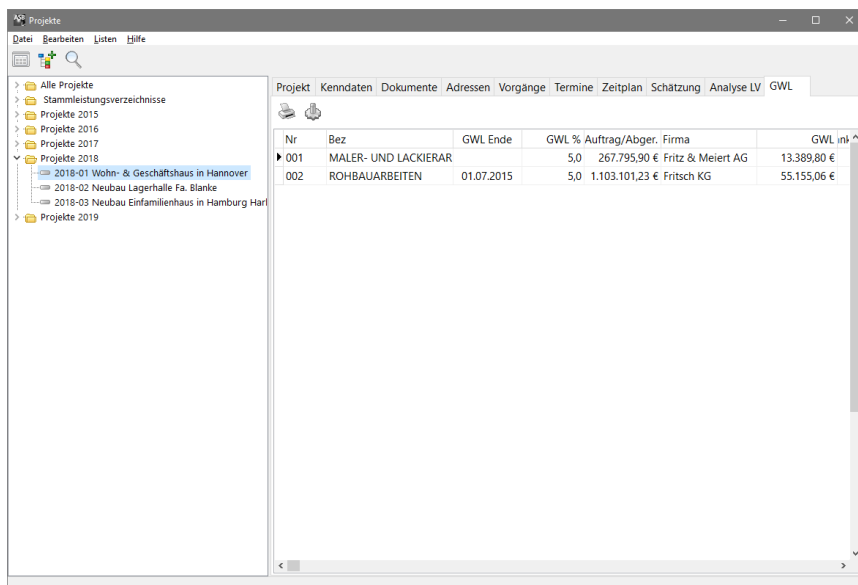 Projekte
Datei Bearbeiten Listen Hilfe
Alle Projekte
Stammleistungsverzeichnisse
Projekte 2015
Projekte 2016
Projekte 2017
Projekte 2018
2018-01 Wohn- & Geschäftshaus in Hannover
2018-02 Neubau Lagerhalle Fa. Blanke
2018-03 Neubau Einfamilienhaus in Hamburg Harl
Projekte 2019
Projekt Kenndaten Dokumente Adressen Vorgänge Termine Zeitplan Schätzung Analyse LV GWL
Nr Bez GWL Ende GWL % Auftrag/Abger. Firma GWL
001 MALER- UND LACKIERAR 5,0 267.795,90 € Fritz & Meiert AG 13.389,80 €
002 ROHBAUARBEITEN 01.07.2015 5,0 1.103.101,23 € Fritsch KG 55.155,06 €